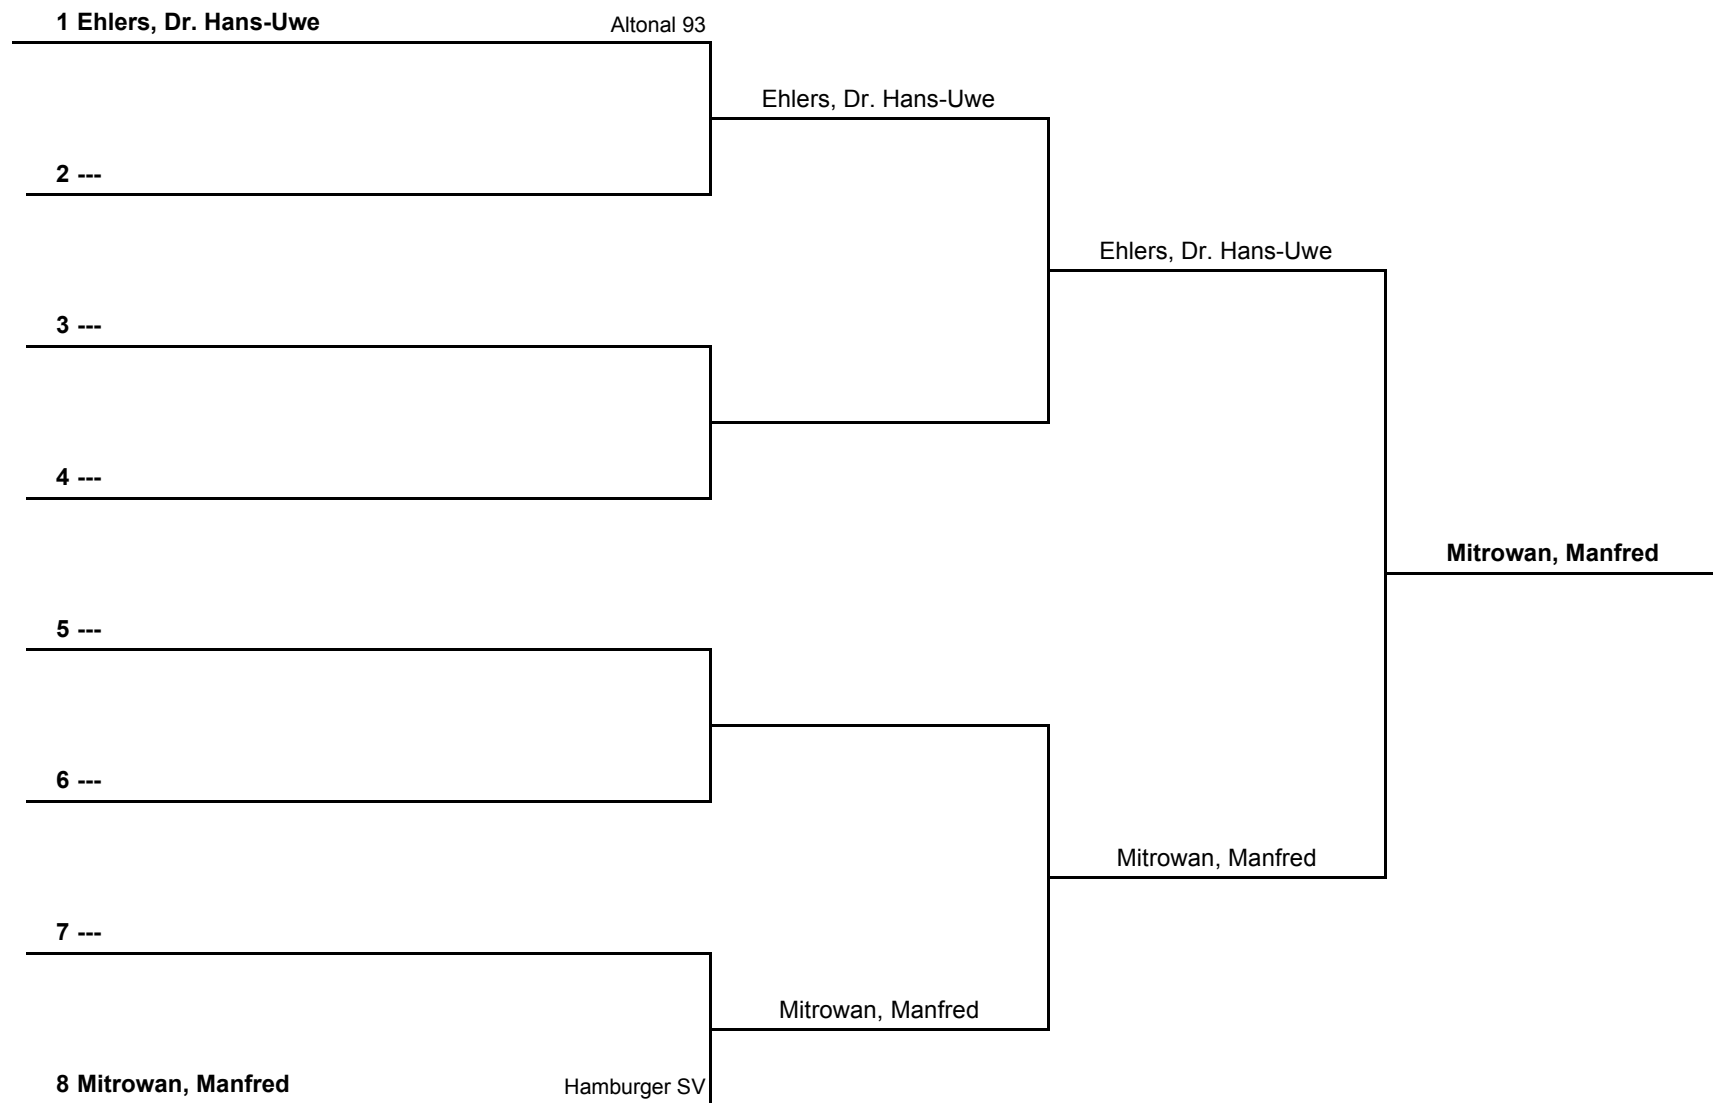 1 Ehlers, Dr. Hans-Uwe Altonal 93
Ehlers, Dr. Hans-Uwe
2 ---
Ehlers, Dr. Hans-Uwe
3 ---
4 ---
Mitrowan, Manfred
5 ---
6 ---
Mitrowan, Manfred
7 ---
Mitrowan, Manfred
8 Mitrowan, Manfred Hamburger SV